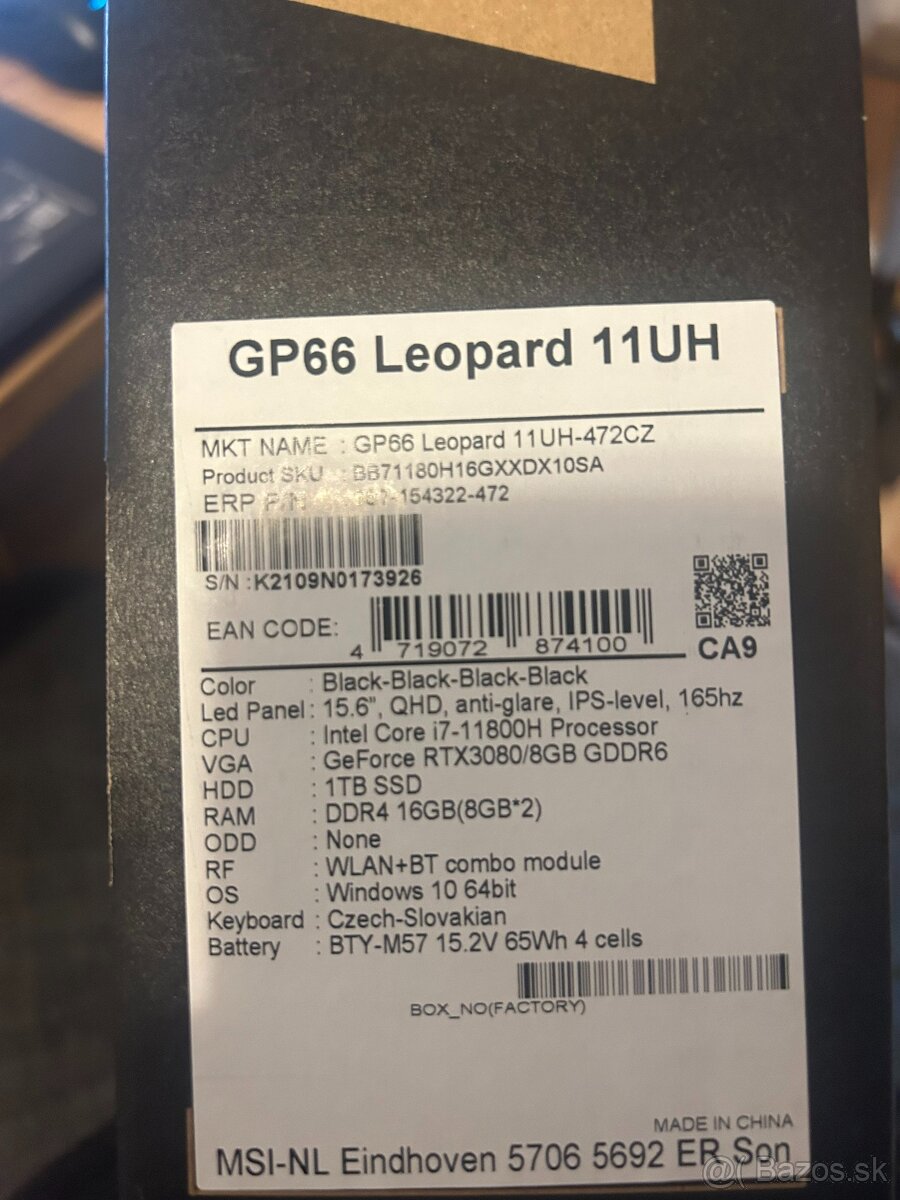 GP66 Leopard 11UH
MKT NAME : GP66 Leopard 11UH-472CZ
Product SKU : BB71180H16GXXDX10SA
ERP P/N 154322-472
S/N :K2109N0173926
EAN CODE:
4 719072 874100
CA9
Color : Black-Black-Black-Black
Led Panel : 15.6", QHD, anti-glare, IPS-level, 165hz
CPU : Intel Core i7-11800H Processor
VGA : GeForce RTX3080/8GB GDDR6
HDD : 1TB SSD
RAM : DDR4 16GB(8GB*2)
ODD : None
RF : WLAN+BT combo module
OS : Windows 10 64bit
Keyboard : Czech-Slovakian
Battery : BTY-M57 15.2V 65Wh 4 cells
BOX_NO(FACTORY)
MADE IN CHINA
MSI-NL Eindhoven 5706 5692 ER Son
Bazos.sk